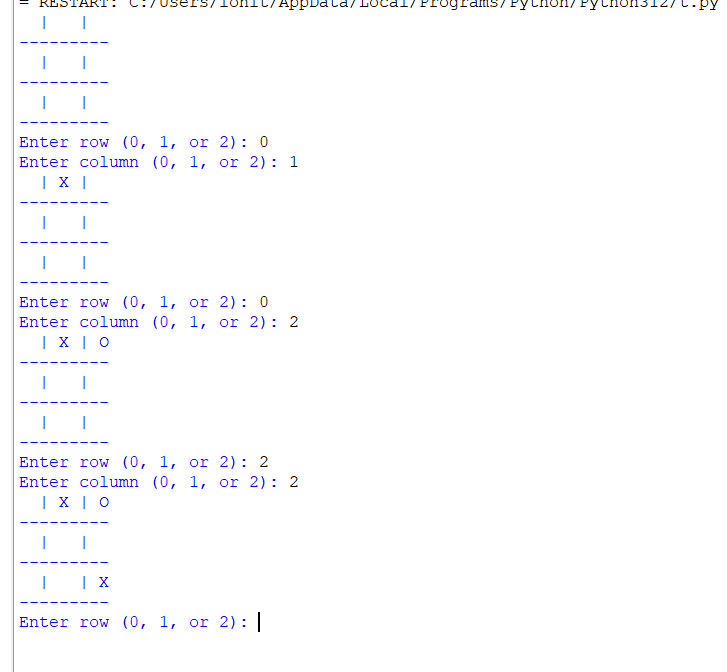 = RESTART: C:/Users/lohit/AppData/Local/Programs/Python/Python312/t.py
  |   |  
---------
  |   |  
---------
  |   |  
---------
Enter row (0, 1, or 2): 0
Enter column (0, 1, or 2): 1
  | X |  
---------
  |   |  
---------
  |   |  
---------
Enter row (0, 1, or 2): 0
Enter column (0, 1, or 2): 2
  | X | O
---------
  |   |  
---------
  |   |  
---------
Enter row (0, 1, or 2): 2
Enter column (0, 1, or 2): 2
  | X | O
---------
  |   |  
---------
  |   | X
---------
Enter row (0, 1, or 2):